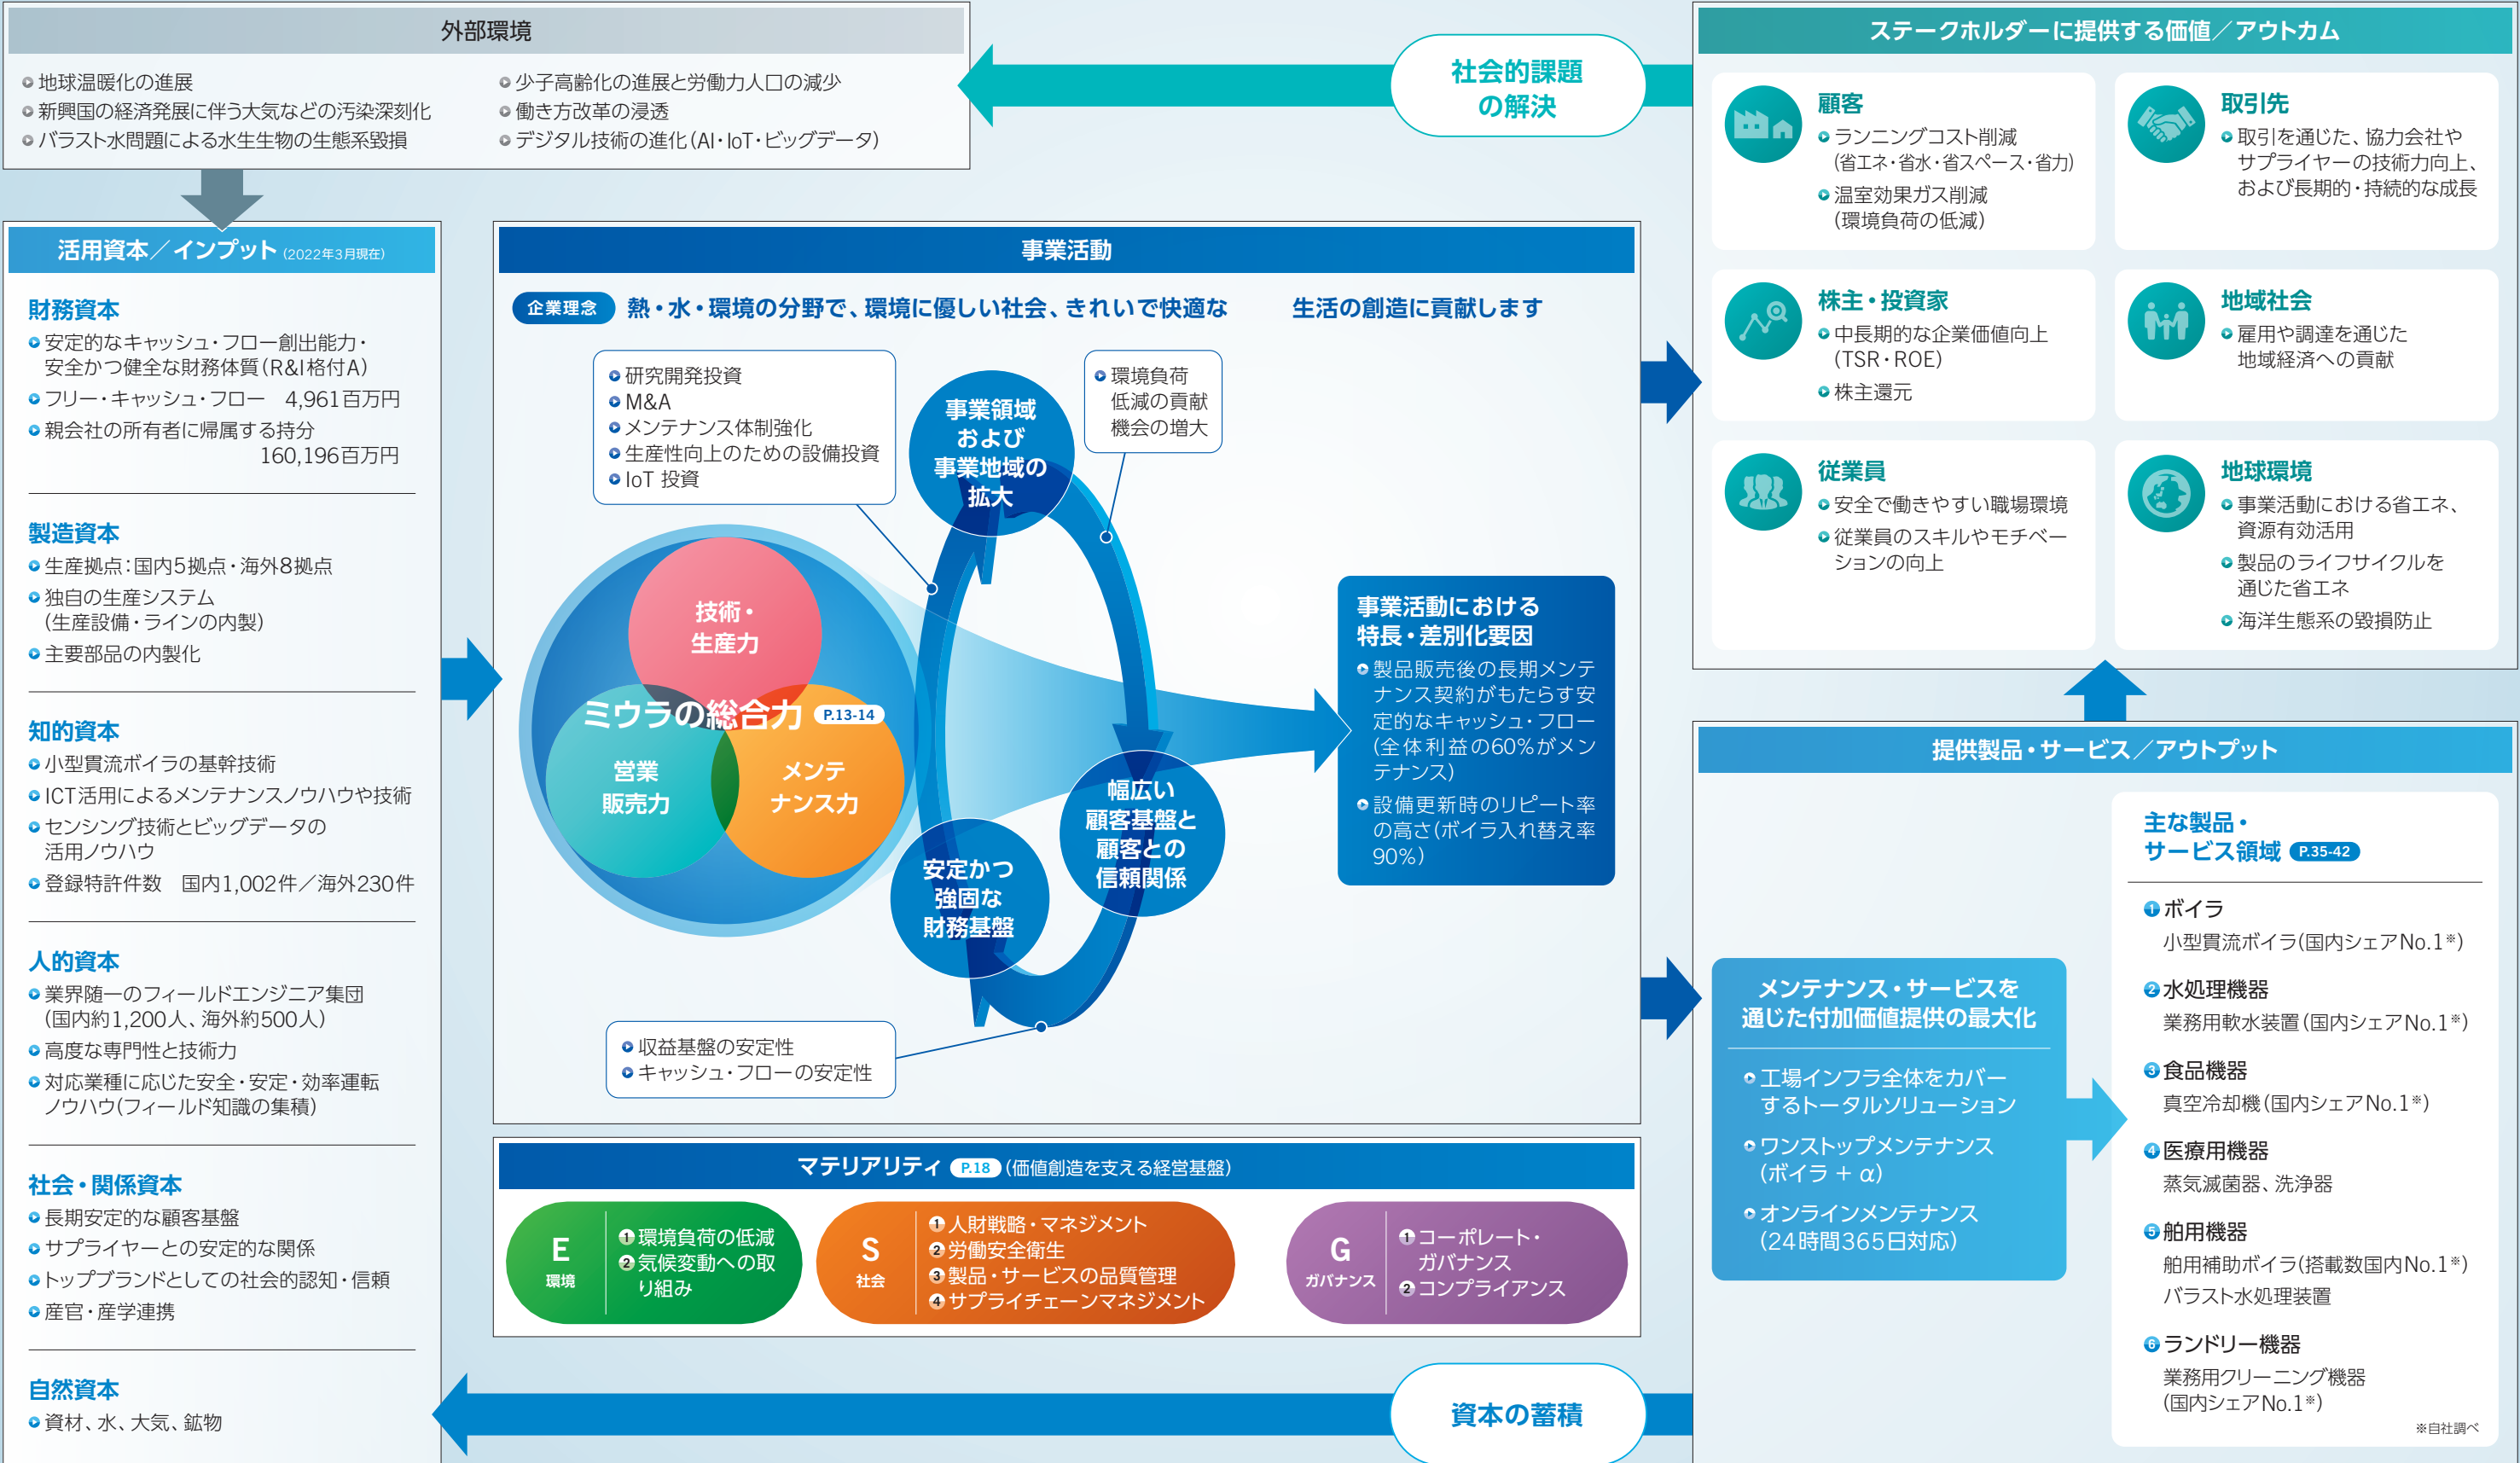 外部環境
地球温暖化の進展
新興国の経済発展に伴う大気などの汚染深刻化
バラスト水問題による水生生物の生態系毀損
少子高齢化の進展と労働力人口の減少
働き方改革の浸透
デジタル技術の進化（AI・IoT・ビッグデータ）
社会的課題
の解決
活用資本／インプット（2022年3月現在）
財務資本
安定的なキャッシュ・フロー創出能力・
安全かつ健全な財務体質（R&I格付A）
フリー・キャッシュ・フロー 4,961百万円
親会社の所有者に帰属する持分
160,196百万円
製造資本
生産拠点：国内5拠点・海外8拠点
独自の生産システム
（生産設備・ラインの内製）
主要部品の内製化
知的資本
小型貫流ボイラの基幹技術
ICT活用によるメンテナンスノウハウや技術
センシング技術とビッグデータの
活用ノウハウ
登録特許件数 国内1,002件／海外230件
人的資本
業界随一のフィールドエンジニア集団
（国内約1,200人、海外約500人）
高度な専門性と技術力
対応業種に応じた安全・安定・効率運転
ノウハウ（フィールド知識の集積）
社会・関係資本
長期安定的な顧客基盤
サプライヤーとの安定的な関係
トップブランドとしての社会的認知・信頼
産官・産学連携
自然資本
資材、水、大気、鉱物
事業活動
企業理念 熱・水・環境の分野で、環境に優しい社会、きれいで快適な 生活の創造に貢献します
研究開発投資
M&A
メンテナンス体制強化
生産性向上のための設備投資
IoT 投資
事業領域
および
事業地域の
拡大
環境負荷
低減の貢献
機会の増大
技術・
生産力
ミウラの総合力 P.13-14
営業
販売力
メンテ
ナンス力
幅広い
顧客基盤と
顧客との
信頼関係
安定かつ
強固な
財務基盤
収益基盤の安定性
キャッシュ・フローの安定性
事業活動における
特長・差別化要因
製品販売後の長期メンテ
ナンス契約がもたらす安
定的なキャッシュ・フロー
（全体利益の60%がメン
テナンス）
設備更新時のリピート率
の高さ（ボイラ入れ替え率
90%）
マテリアリティ P.18（価値創造を支える経営基盤）
E
環境
1 環境負荷の低減
2 気候変動への取
り組み
S
社会
1 人財戦略・マネジメント
2 労働安全衛生
3 製品・サービスの品質管理
4 サプライチェーンマネジメント
G
ガバナンス
1 コーポレート・
ガバナンス
2 コンプライアンス
資本の蓄積
ステークホルダーに提供する価値／アウトカム
顧客
ランニングコスト削減
（省エネ・省水・省スペース・省力）
温室効果ガス削減
（環境負荷の低減）
取引先
取引を通じた、協力会社や
サプライヤーの技術力向上、
および長期的・持続的な成長
株主・投資家
中長期的な企業価値向上
（TSR・ROE）
株主還元
地域社会
雇用や調達を通じた
地域経済への貢献
従業員
安全で働きやすい職場環境
従業員のスキルやモチベー
ションの向上
地球環境
事業活動における省エネ、
資源有効活用
製品のライフサイクルを
通じた省エネ
海洋生態系の毀損防止
提供製品・サービス／アウトプット
メンテナンス・サービスを
通じた付加価値提供の最大化
工場インフラ全体をカバー
するトータルソリューション
ワンストップメンテナンス
（ボイラ + α）
オンラインメンテナンス
（24時間365日対応）
主な製品・
サービス領域 P.35-42
1 ボイラ
小型貫流ボイラ（国内シェアNo.1※）
2 水処理機器
業務用軟水装置（国内シェアNo.1※）
3 食品機器
真空冷却機（国内シェアNo.1※）
4 医療用機器
蒸気滅菌器、洗浄器
5 舶用機器
舶用補助ボイラ（搭載数国内No.1※）
バラスト水処理装置
6 ランドリー機器
業務用クリーニング機器
（国内シェアNo.1※）
※自社調べ